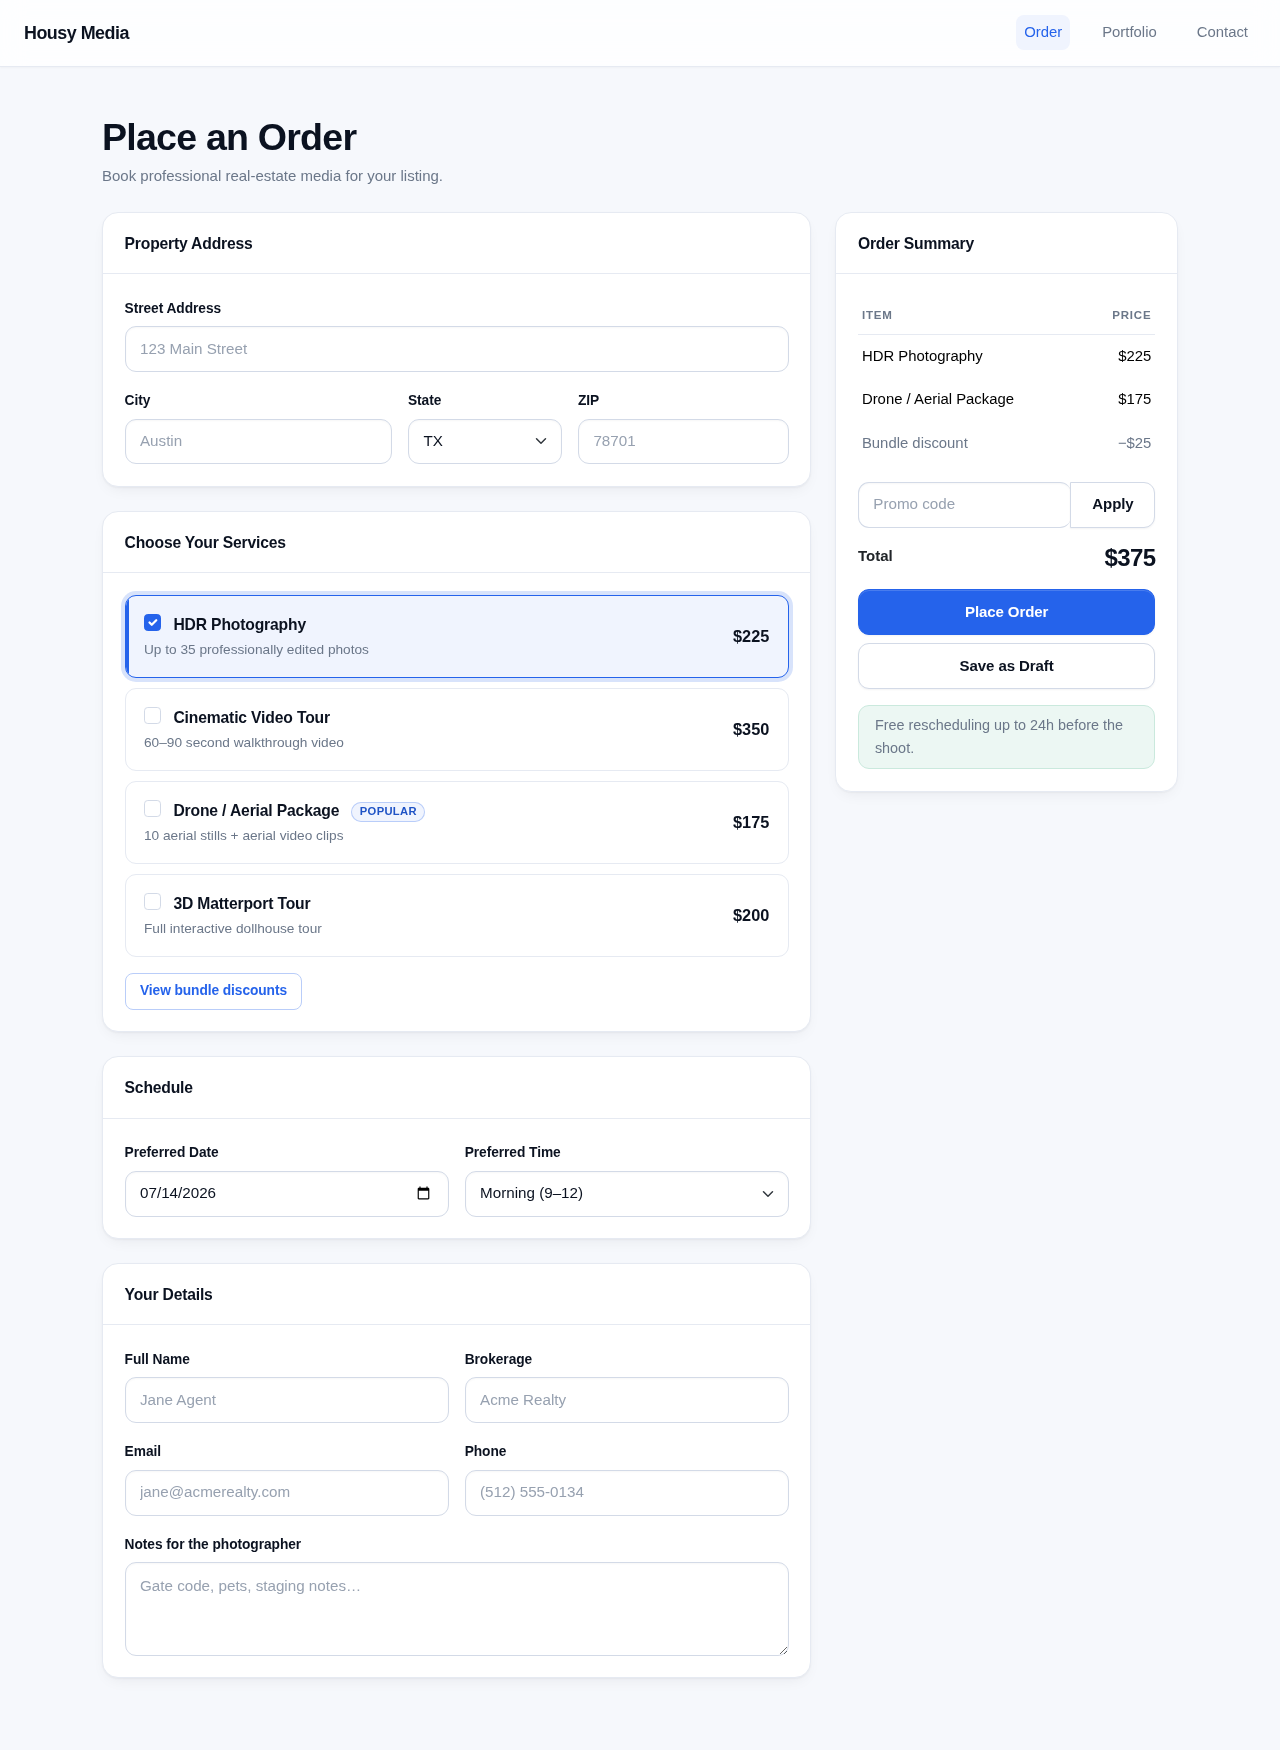 Housy Media
Order
Portfolio
Contact
Place an Order
Book professional real-estate media for your listing.
Property Address
Street Address
123 Main Street
City
State
ZIP
Austin
TX
78701
Choose Your Services
HDR Photography
Up to 35 professionally edited photos
$225
Cinematic Video Tour
60–90 second walkthrough video
$350
Drone / Aerial Package
POPULAR
10 aerial stills + aerial video clips
$175
3D Matterport Tour
Full interactive dollhouse tour
$200
View bundle discounts
Schedule
Preferred Date
Preferred Time
07/14/2026
Morning (9–12)
Your Details
Full Name
Brokerage
Jane Agent
Acme Realty
Email
Phone
jane@acmerealty.com
(512) 555-0134
Notes for the photographer
Gate code, pets, staging notes…
Order Summary
ITEM
PRICE
HDR Photography
$225
Drone / Aerial Package
$175
Bundle discount
−$25
Promo code
Apply
Total
$375
Place Order
Save as Draft
Free rescheduling up to 24h before the
shoot.